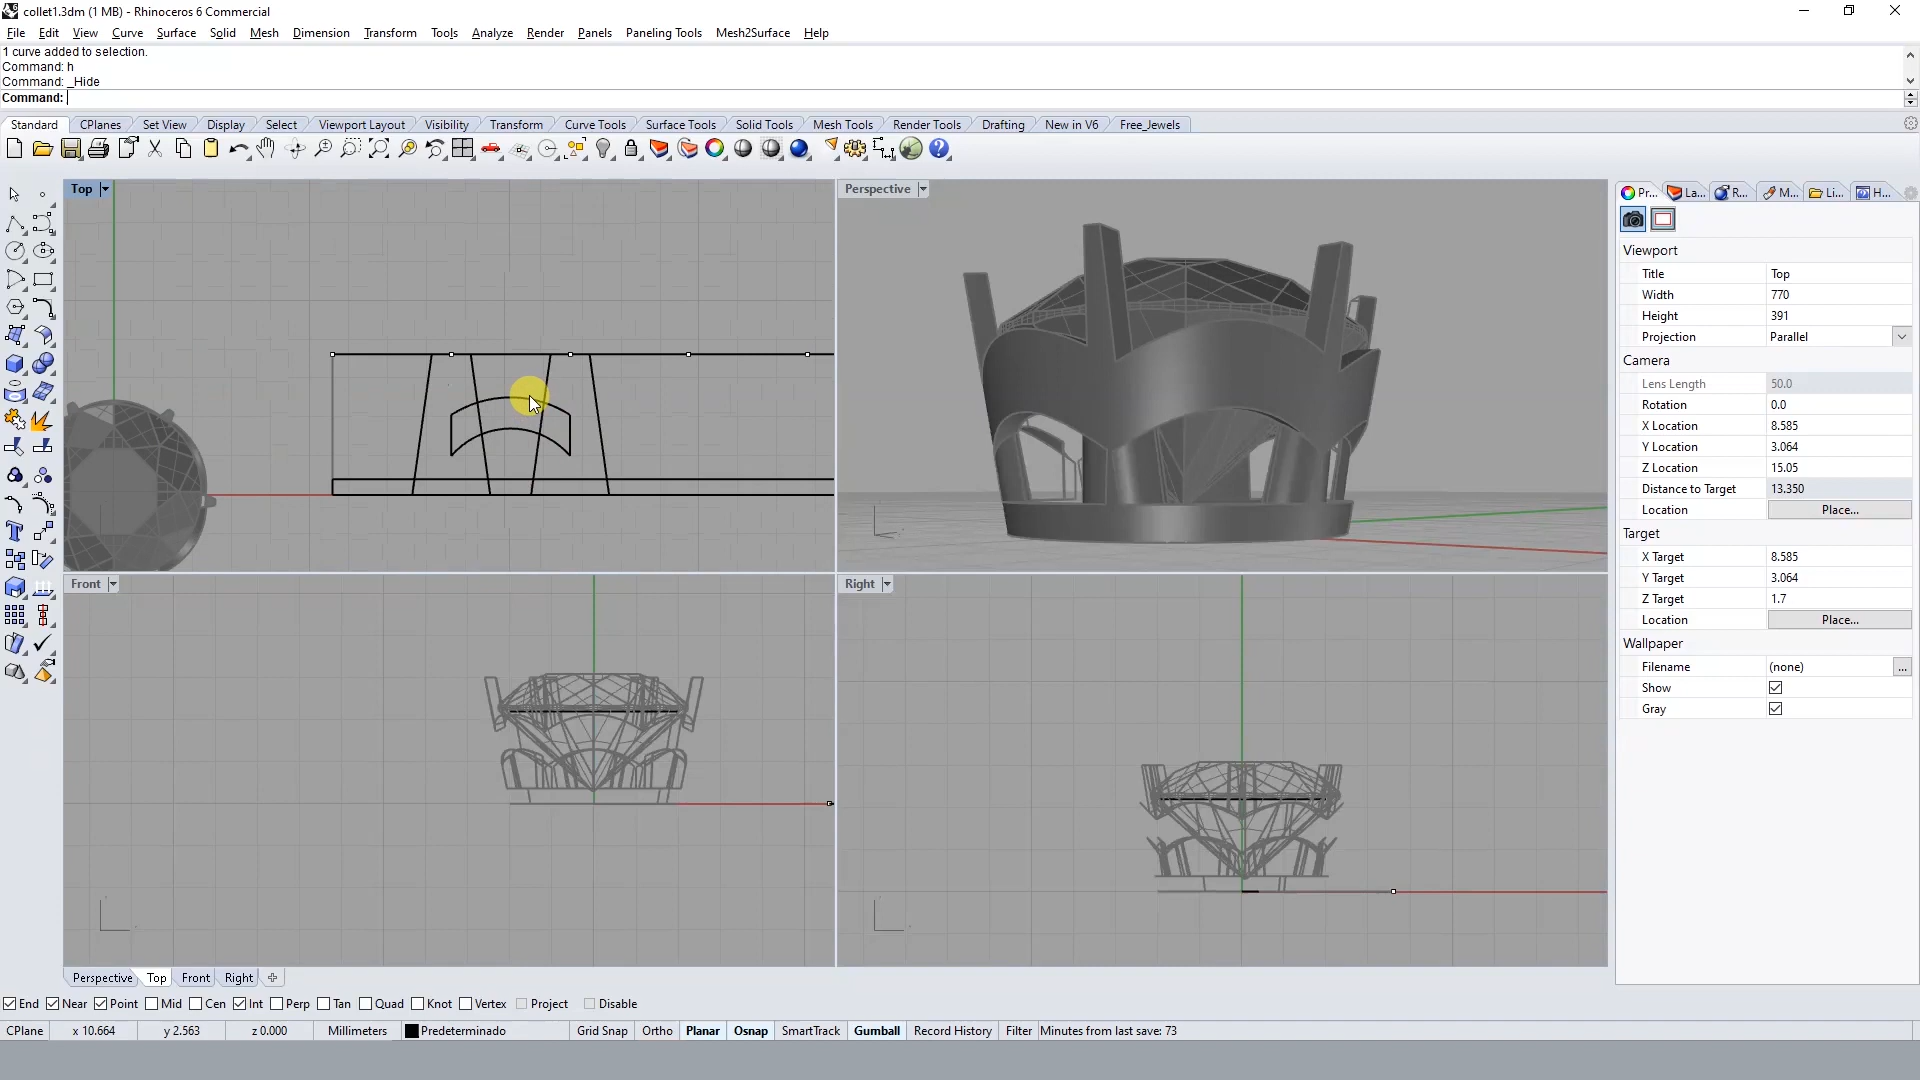 collet1.3dm (1 MB) - Rhinoceros 6 Commercial
File Edit View Curve Surface Solid Mesh Dimension Transform Tools Analyze Render Panels Paneling Tools Mesh2Surface Help
1 curve added to selection.
Command: h
Command: _Hide
Command:
Standard CPlanes Set View Display Select Viewport Layout Visibility Transform Curve Tools Surface Tools Solid Tools Mesh Tools Render Tools Drafting New in V6 Free_Jewels
Top
Perspective
Pr... La... R... M... Li... H...
Viewport
Title Top
Width 770
Height 391
Projection Parallel
Camera
Lens Length 50.0
Rotation 0.0
X Location 8.585
Y Location 3.064
Z Location 15.05
Distance to Target 13.350
Location Place...
Target
X Target 8.585
Y Target 3.064
Z Target 1.7
Location Place...
Wallpaper
Filename (none) ...
Show
Gray
Front
Right
Perspective Top Front Right
End Near Point Mid Cen Int Perp Tan Quad Knot Vertex Project Disable
CPlane x 10.664 y 2.563 z 0.000 Millimeters Predeterminado Grid Snap Ortho Planar Osnap SmartTrack Gumball Record History Filter Minutes from last save: 73